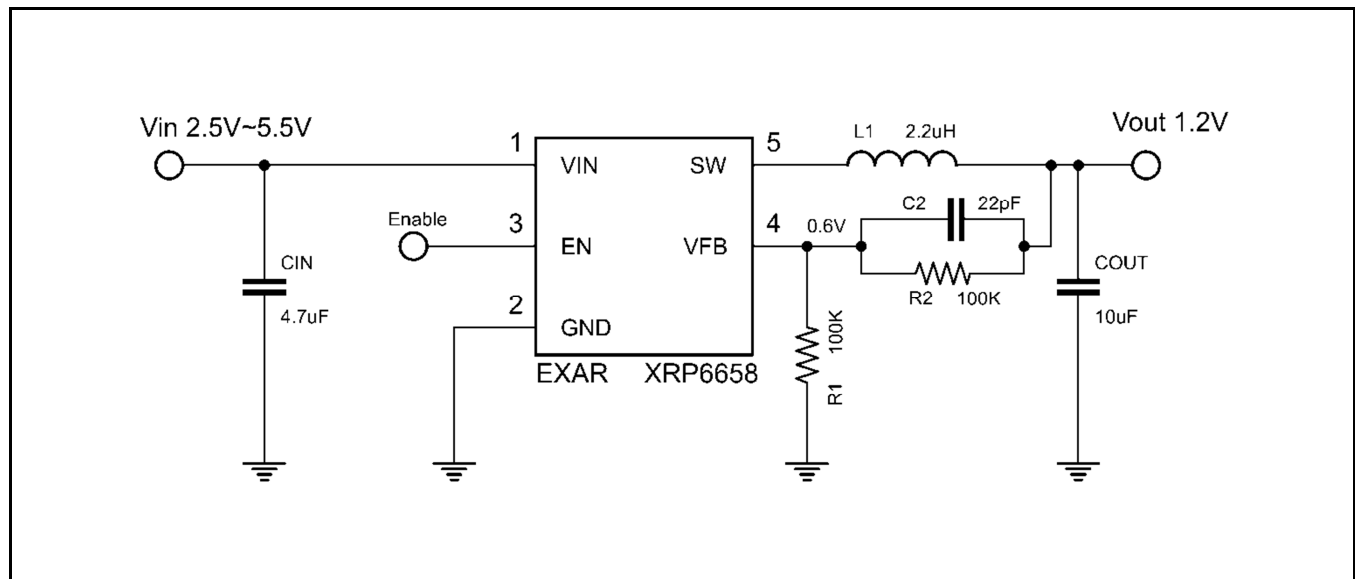 Vin 2.5V~5.5V
Vout 1.2V
1
VIN
SW
5
L1
2.2uH
Enable
3
EN
VFB
4
0.6V
C2
22pF
R2
100K
CIN
4.7uF
2
GND
EXAR
XRP6658
100K
R1
COUT
10uF